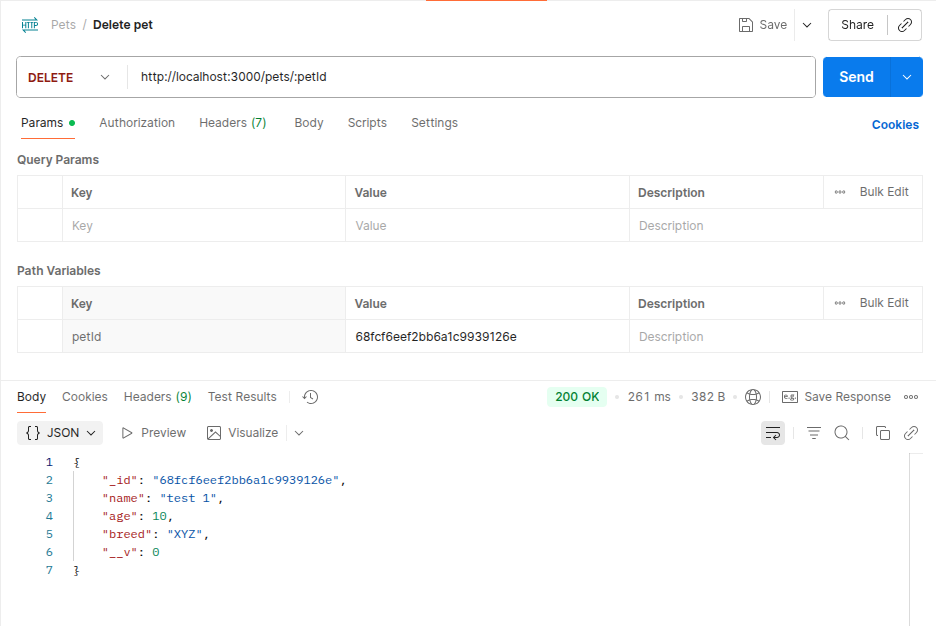 HTTP Pets / Delete pet Save Share
DELETE http://localhost:3000/pets/:petId Send
Params Authorization Headers (7) Body Scripts Settings Cookies
Query Params
Key Value Description Bulk Edit
Key Value Description
Path Variables
Key Value Description Bulk Edit
petId 68fcf6eef2bb6a1c9939126e Description
Body Cookies Headers (9) Test Results 200 OK 261 ms 382 B e.g. Save Response
{} JSON Preview Visualize
1 {
2 "_id": "68fcf6eef2bb6a1c9939126e",
3 "name": "test 1",
4 "age": 10,
5 "breed": "XYZ",
6 "__v": 0
7 }